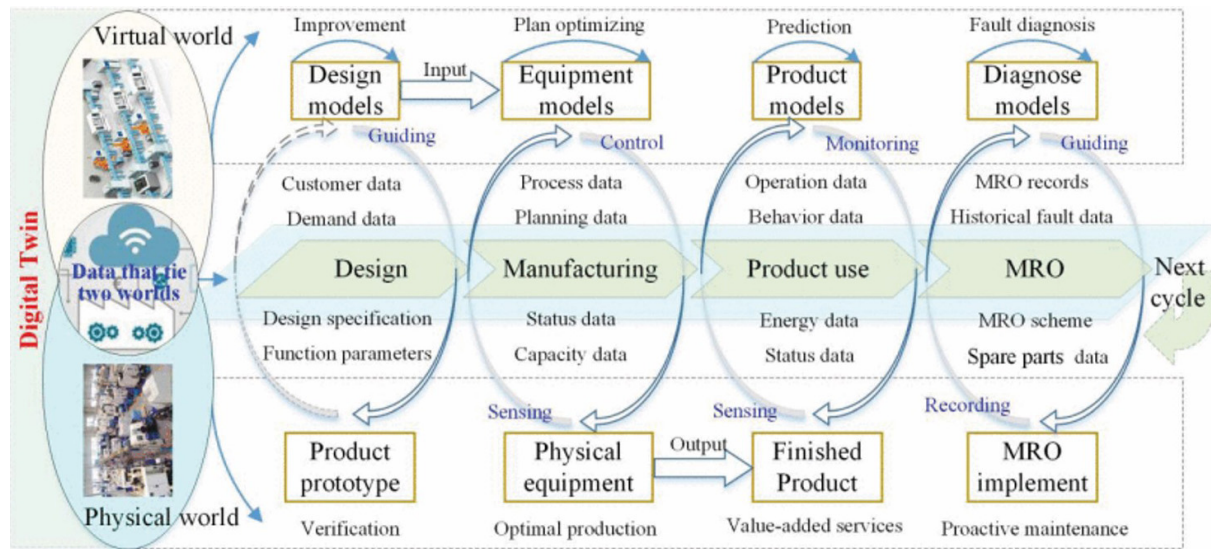 Digital Twin
Virtual world
Data that tie
two worlds
Physical world
Improvement
Plan optimizing
Prediction
Fault diagnosis
Design
models
Input
Equipment
models
Product
models
Diagnose
models
Guiding
Control
Monitoring
Guiding
Customer data
Process data
Operation data
MRO records
Demand data
Planning data
Behavior data
Historical fault data
Design
Manufacturing
Product use
MRO
Next
cycle
Design specification
Status data
Energy data
MRO scheme
Function parameters
Capacity data
Status data
Spare parts data
Sensing
Sensing
Recording
Product
prototype
Physical
equipment
Output
Finished
Product
MRO
implement
Verification
Optimal production
Value-added services
Proactive maintenance